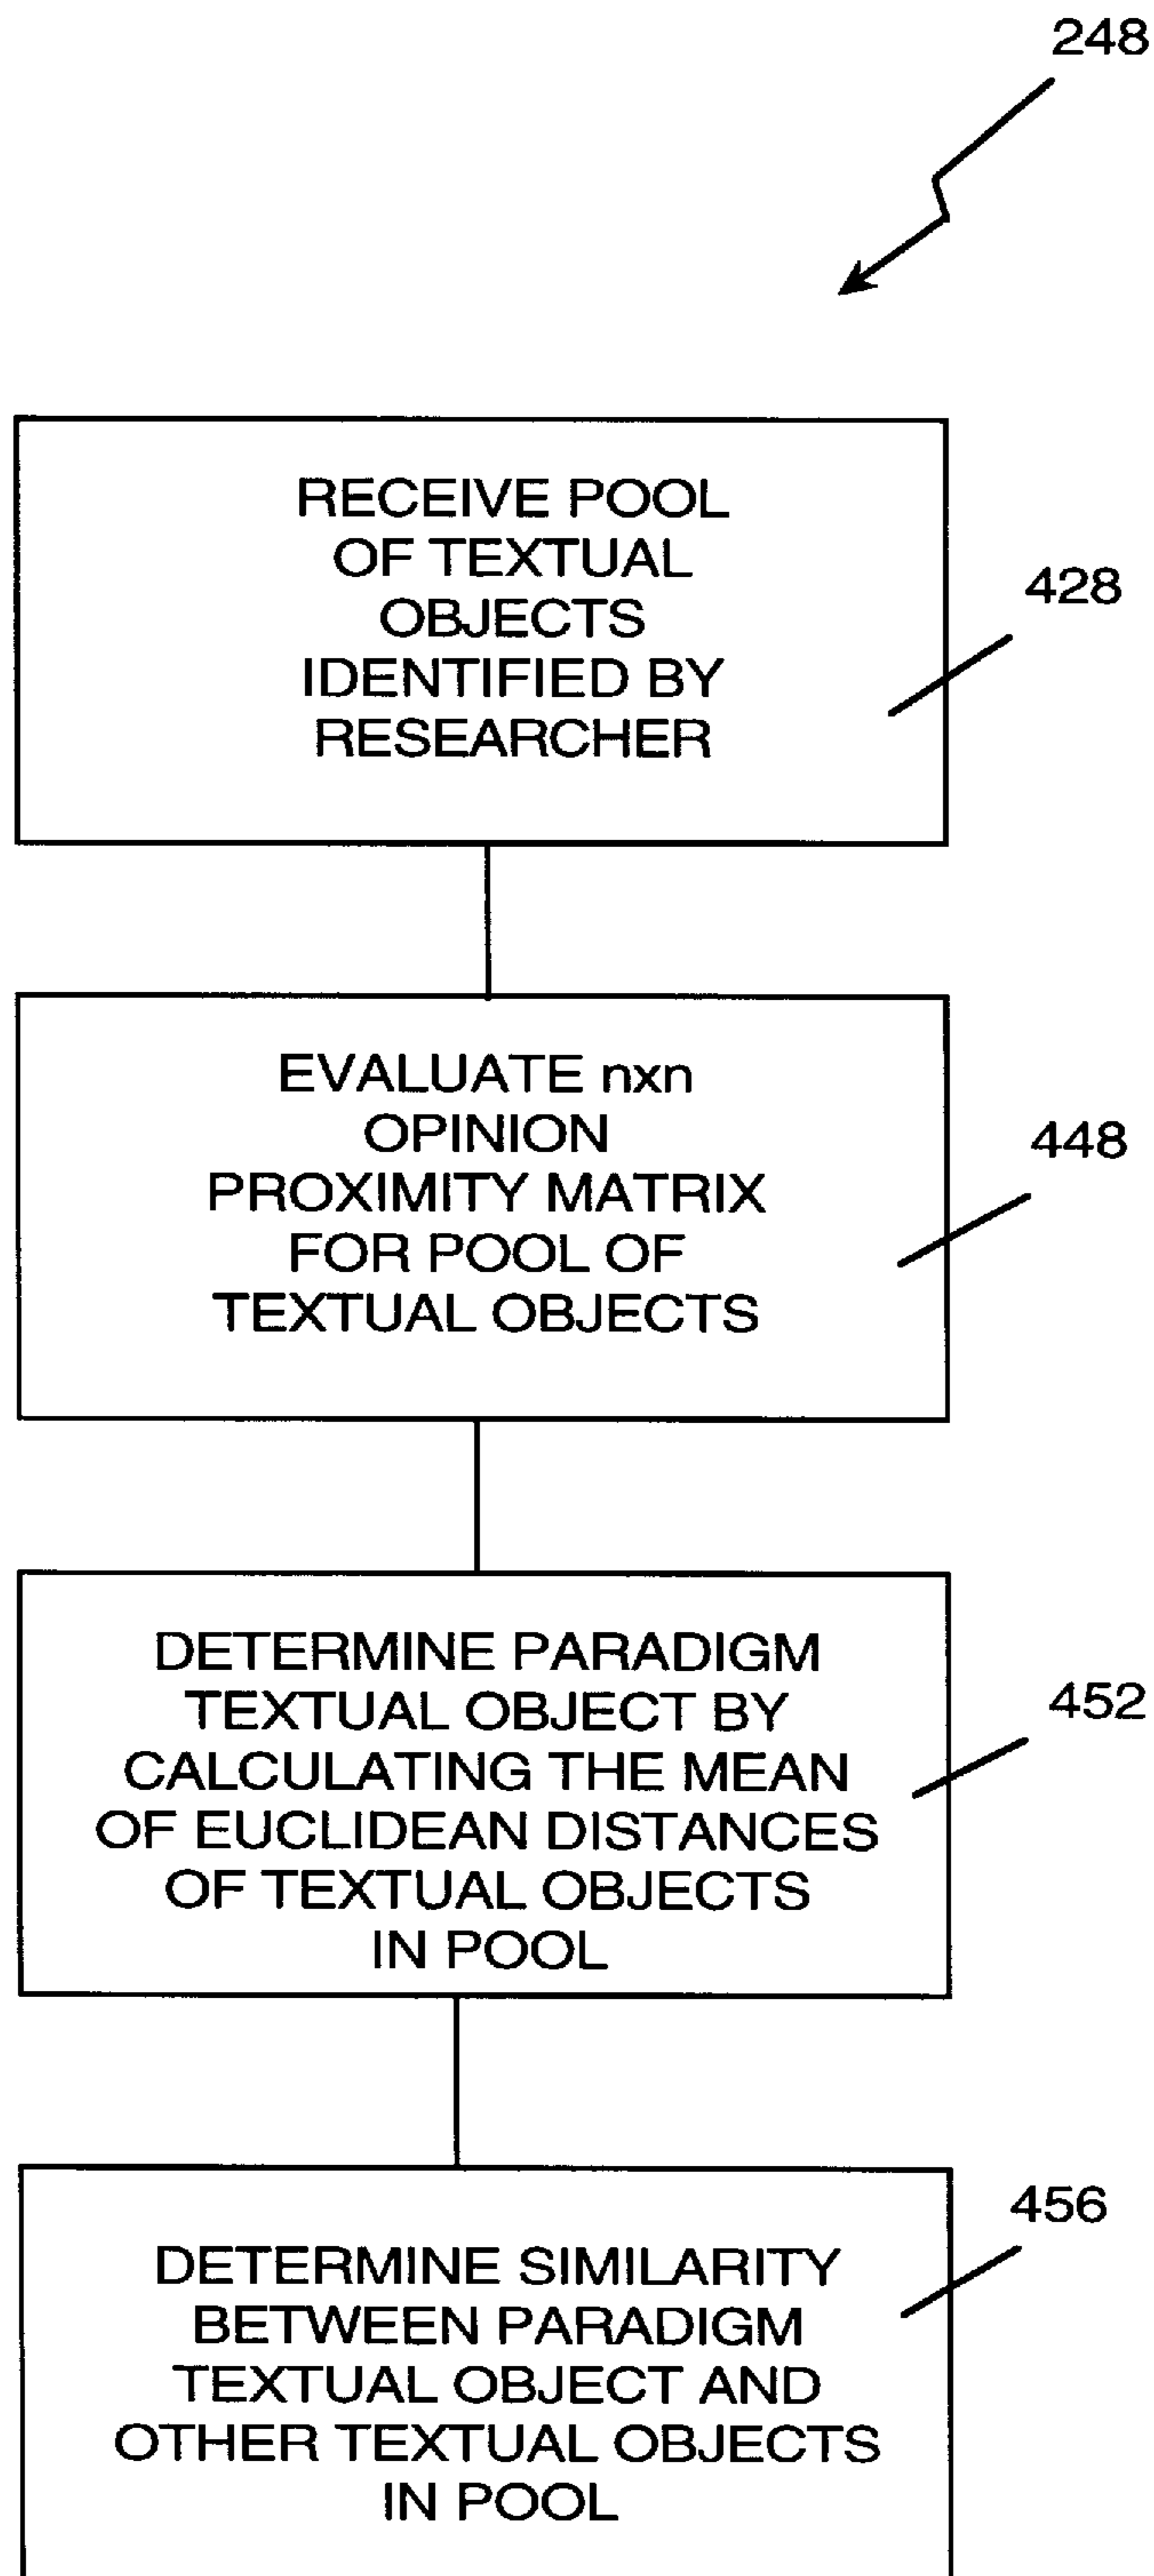 248
RECEIVE POOL
OF TEXTUAL
OBJECTS
IDENTIFIED BY
RESEARCHER
428
EVALUATE nxn
OPINION
PROXIMITY MATRIX
FOR POOL OF
TEXTUAL OBJECTS
448
DETERMINE PARADIGM
TEXTUAL OBJECT BY
CALCULATING THE MEAN
OF EUCLIDEAN DISTANCES
OF TEXTUAL OBJECTS
IN POOL
452
DETERMINE SIMILARITY
BETWEEN PARADIGM
TEXTUAL OBJECT AND
OTHER TEXTUAL OBJECTS
IN POOL
456